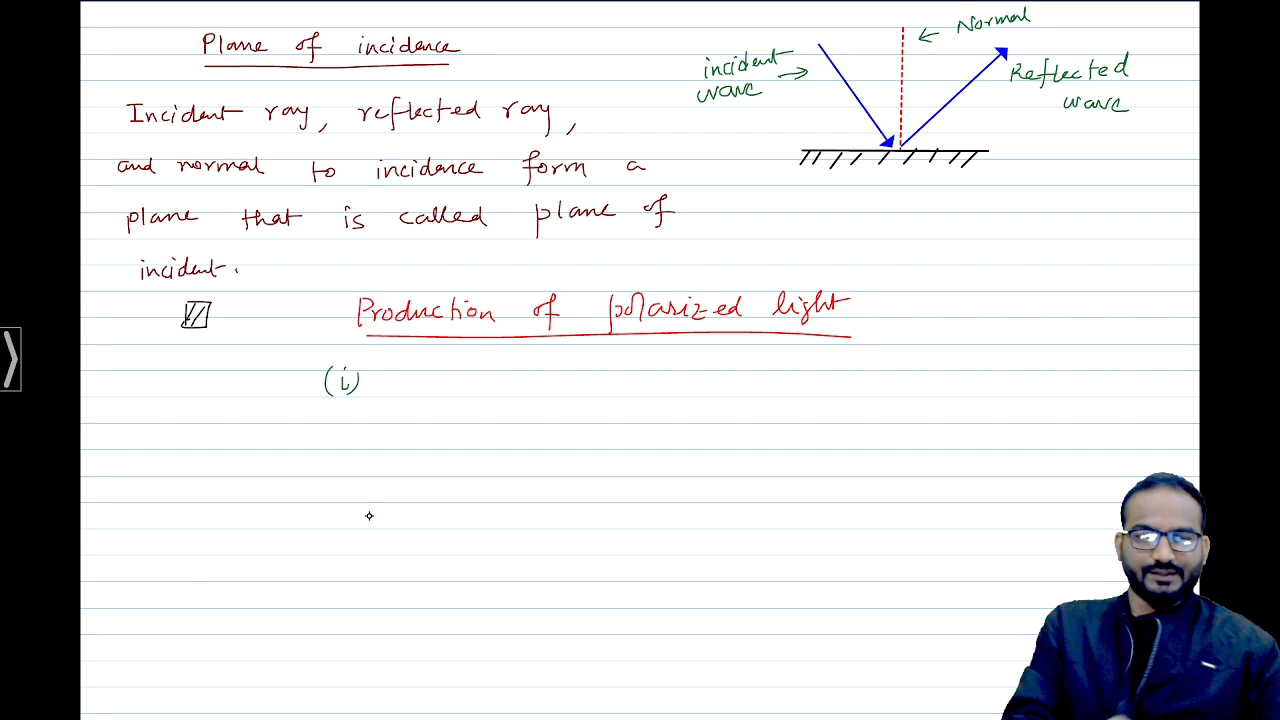 Plane of incidence
Incident ray, reflected ray,
and normal to incidence form a
plane that is called plane of
incident.
incident
wave
Normal
Reflected
wave
Production of polarized light
(i)